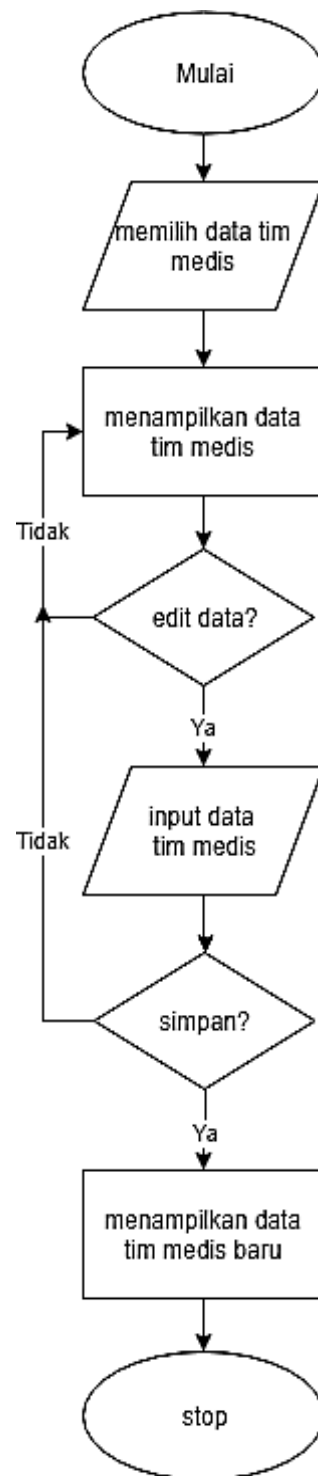 Mulai
memilih data tim
medis
menampilkan data
tim medis
Tidak
edit data?
Ya
input data
tim medis
Tidak
simpan?
Ya
menampilkan data
tim medis baru
stop